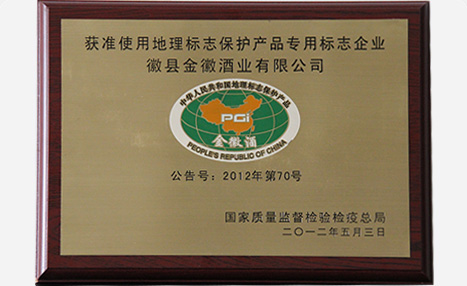 获准使用地理标志保护产品专用标志企业
徽县金徽酒业有限公司
中华人民共和国地理标志保护产品
PGI
金徽酒
PEOPLE'S REPUBLIC OF CHINA
公告号：2012年第70号
国家质量监督检验检疫总局
二〇一二年五月三日